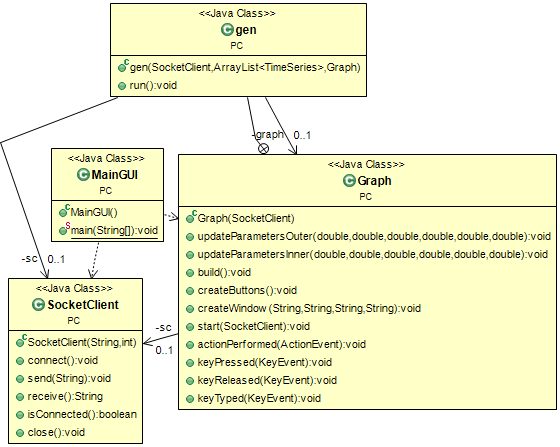 <<Java Class>>
gen
PC
gen(SocketClient,ArrayList<TimeSeries>,Graph)
run():void
-graph
0..1
<<Java Class>>
MainGUI
PC
MainGUI()
main(String[]):void
<<Java Class>>
Graph
PC
Graph(SocketClient)
updateParametersOuter(double,double,double,double,double,double):void
updateParametersInner(double,double,double,double,double,double):void
build():void
createButtons():void
createWindow(String,String,String,String):void
start(SocketClient):void
actionPerformed(ActionEvent):void
keyPressed(KeyEvent):void
keyReleased(KeyEvent):void
keyTyped(KeyEvent):void
-sc
0..1
<<Java Class>>
SocketClient
PC
SocketClient(String,int)
connect():void
send(String):void
receive():String
isConnected():boolean
close():void
-sc
0..1